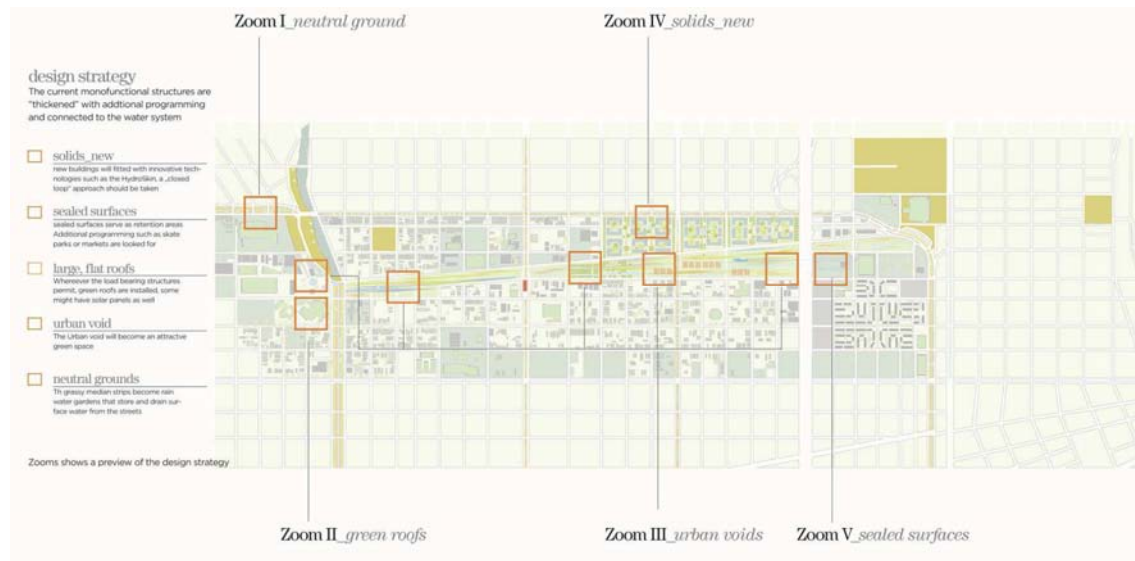 Zoom I_neutral ground
Zoom IV_solids_new
design strategy
The current monofunctional structures are
"thickened" with addtional programming
and connected to the water system
solids_new
new buildings will fitted with innovative tech-
nologies such as the HydroSkin, a „closed
loop" approach should be taken
sealed surfaces
sealed surfaces serve as retention areas
Additional programming such as skate
parks or markets are looked for
large, flat roofs
Whereever the load bearing structures
permit, green roofs are installed, some
might have solar panels as well
urban void
The Urban void will become an attractive
green space
neutral grounds
Th grassy median strips become rain
water gardens that store and drain sur-
face water from the streets
Zooms shows a preview of the design strategy
Zoom II_green roofs
Zoom III_urban voids
Zoom V_sealed surfaces